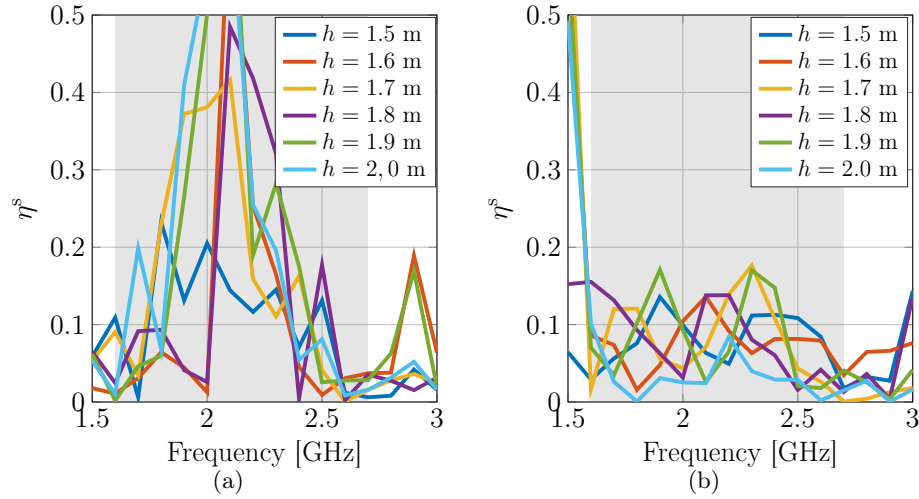 0.5
0.4
0.3
0.2
0.1
0
η^s
1.5
2
2.5
3
Frequency [GHz]
h = 1.5 m
h = 1.6 m
h = 1.7 m
h = 1.8 m
h = 1.9 m
h = 2,0 m
(a)
0.5
0.4
0.3
0.2
0.1
0
η^s
1.5
2
2.5
3
Frequency [GHz]
h = 1.5 m
h = 1.6 m
h = 1.7 m
h = 1.8 m
h = 1.9 m
h = 2.0 m
(b)